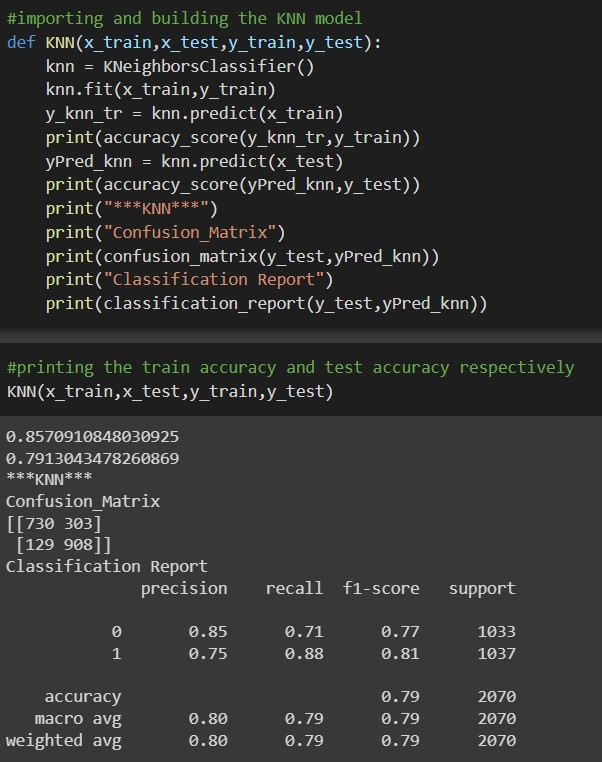 #importing and building the KNN model
def KNN(x_train,x_test,y_train,y_test):
    knn = KNeighborsClassifier()
    knn.fit(x_train,y_train)
    y_knn_tr = knn.predict(x_train)
    print(accuracy_score(y_knn_tr,y_train))
    yPred_knn = knn.predict(x_test)
    print(accuracy_score(yPred_knn,y_test))
    print("***KNN***")
    print("Confusion_Matrix")
    print(confusion_matrix(y_test,yPred_knn))
    print("Classification Report")
    print(classification_report(y_test,yPred_knn))
#printing the train accuracy and test accuracy respectively
KNN(x_train,x_test,y_train,y_test)
0.8570910848030925
0.7913043478260869
***KNN***
Confusion_Matrix
[[730 303]
 [129 908]]
Classification Report
              precision    recall  f1-score   support
           0       0.85      0.71      0.77      1033
           1       0.75      0.88      0.81      1037
    accuracy                           0.79      2070
   macro avg       0.80      0.79      0.79      2070
weighted avg       0.80      0.79      0.79      2070